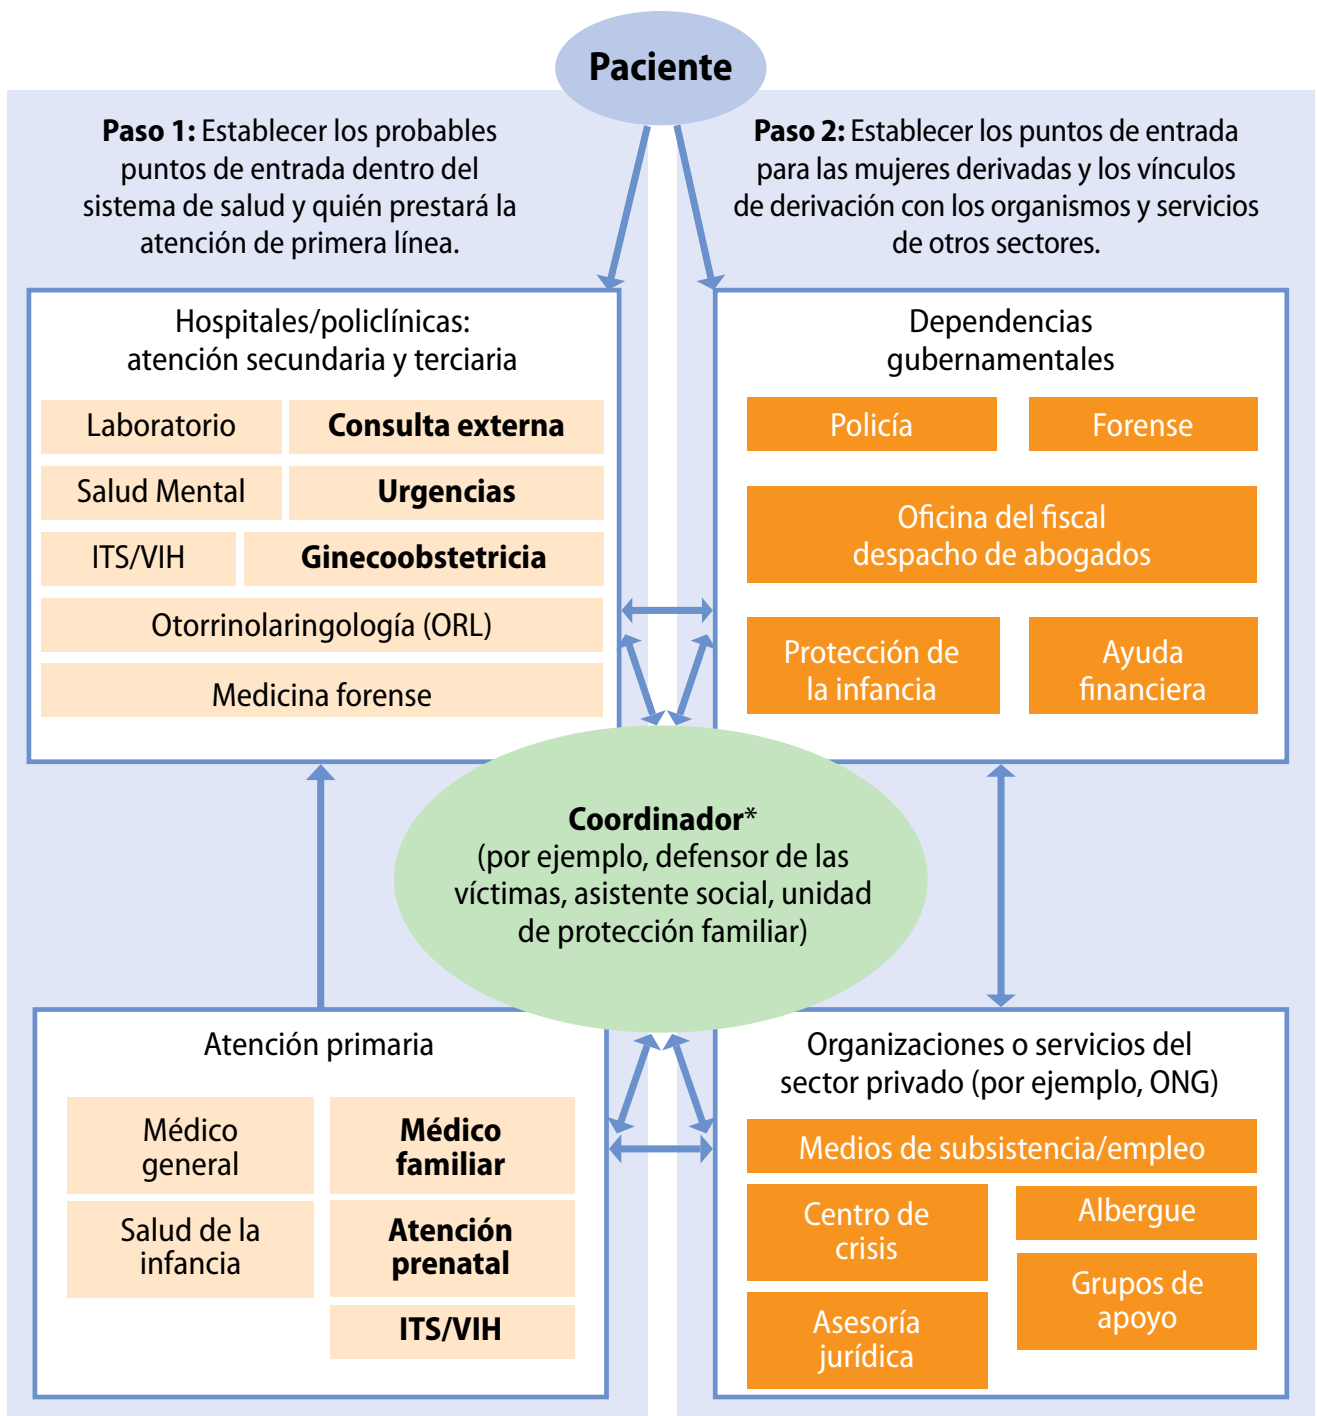 Paciente
Paso 1: Establecer los probables
puntos de entrada dentro del
sistema de salud y quién prestará la
atención de primera línea.
Paso 2: Establecer los puntos de entrada
para las mujeres derivadas y los vínculos
de derivación con los organismos y servicios
de otros sectores.
Hospitales/policlínicas:
atención secundaria y terciaria
Laboratorio
Consulta externa
Salud Mental
Urgencias
ITS/VIH
Ginecoobstetricia
Otorrinolaringología (ORL)
Medicina forense
Dependencias
gubernamentales
Policía
Forense
Oficina del fiscal
despacho de abogados
Protección de
la infancia
Ayuda
financiera
Coordinador*
(por ejemplo, defensor de las
víctimas, asistente social, unidad
de protección familiar)
Atención primaria
Médico
general
Médico
familiar
Salud de la
infancia
Atención
prenatal
ITS/VIH
Organizaciones o servicios del
sector privado (por ejemplo, ONG)
Medios de subsistencia/empleo
Centro de
crisis
Albergue
Grupos de
apoyo
Asesoría
jurídica